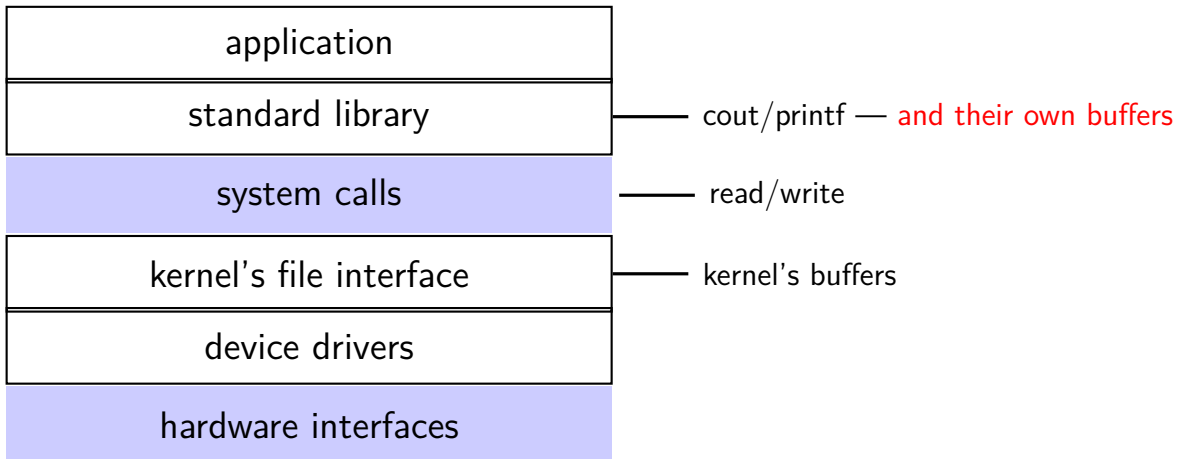 application
standard library
cout/printf — and their own buffers
system calls
read/write
kernel's file interface
kernel's buffers
device drivers
hardware interfaces